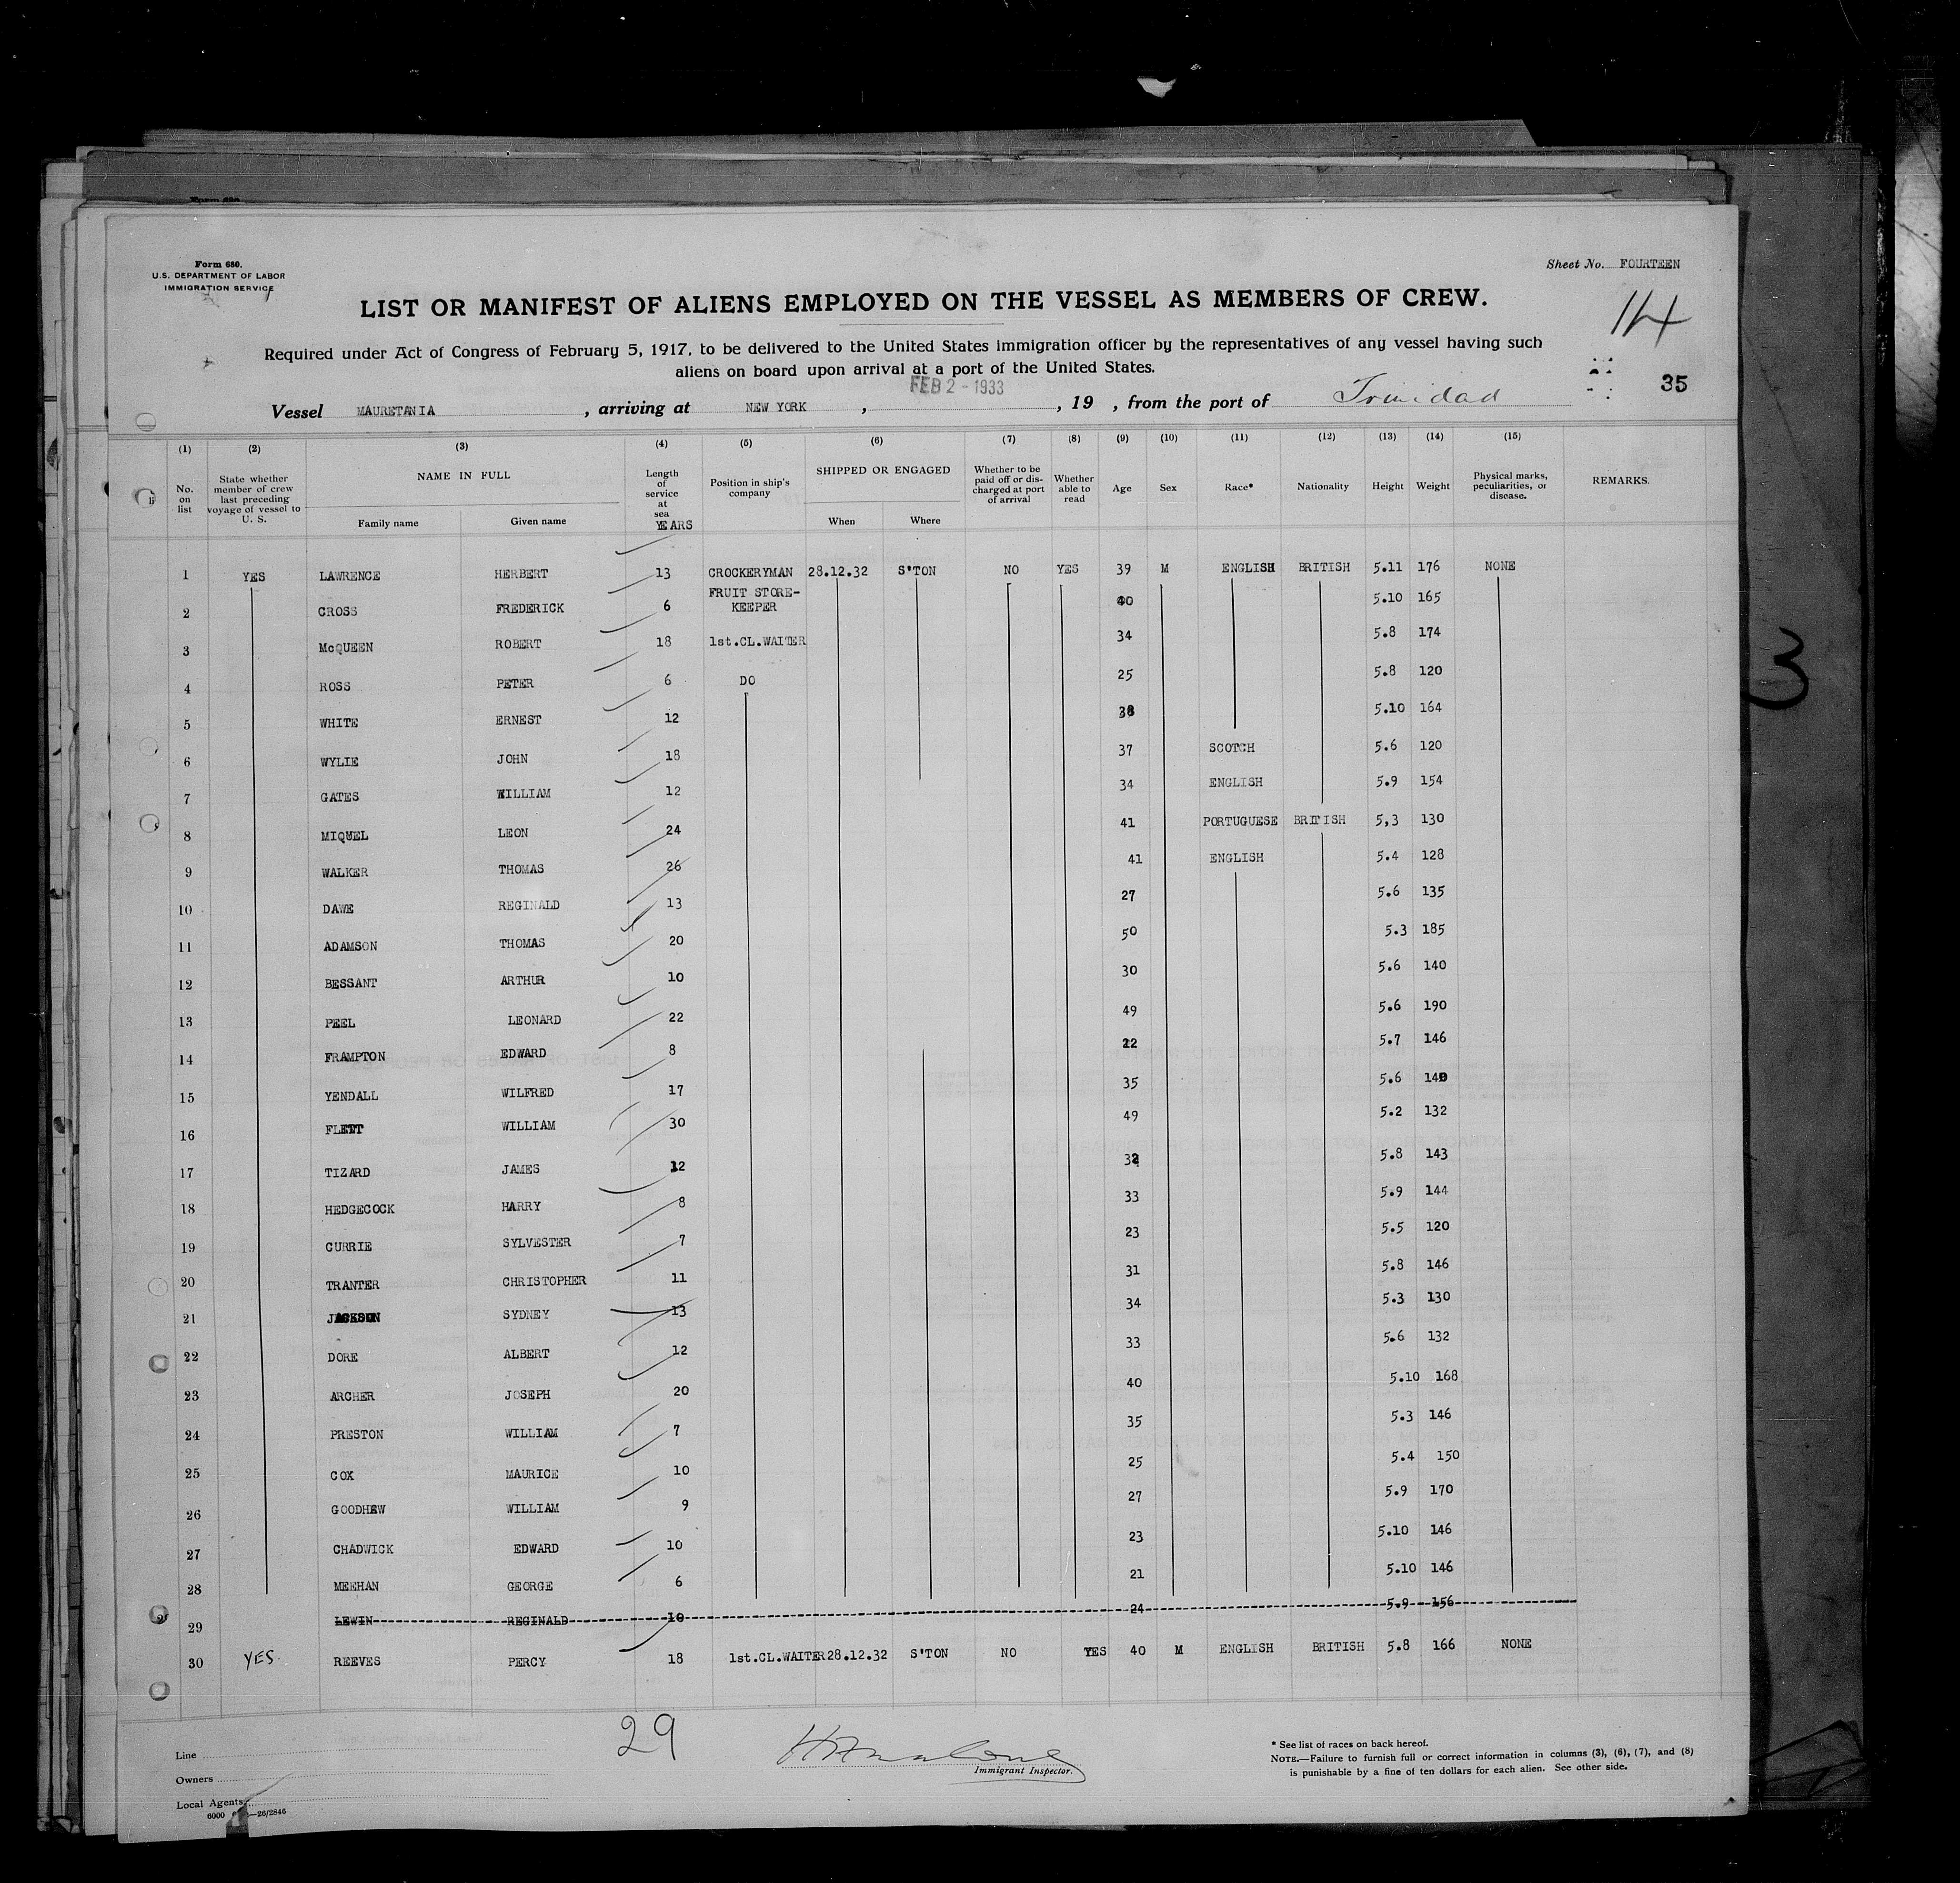 Form 680.
U.S. DEPARTMENT OF LABOR
IMMIGRATION SERVICE
Sheet No. FOURTEEN
LIST OR MANIFEST OF ALIENS EMPLOYED ON THE VESSEL AS MEMBERS OF CREW.
14
Required under Act of Congress of February 5, 1917, to be delivered to the United States immigration officer by the representatives of any vessel having such
aliens on board upon arrival at a port of the United States.
35
FEB 2 - 1933
Vessel MAURETANIA , arriving at NEW YORK , , 19 , from the port of Trinidad
(1) (2) (3) (4) (5) (6) (7) (8) (9) (10) (11) (12) (13) (14) (15)
No. on list State whether member of crew last preceding voyage of vessel to U. S. NAME IN FULL Family name Given name Length of service at sea YEARS Position in ship's company SHIPPED OR ENGAGED When Where Whether to be paid off or discharged at port of arrival Whether able to read Age Sex Race* Nationality Height Weight Physical marks, peculiarities, or disease. REMARKS.
1 YES LAWRENCE HERBERT 13 CROCKERYMAN 28.12.32 S'TON NO YES 39 M ENGLISH BRITISH 5.11 176 NONE
2 CROSS FREDERICK 6 FRUIT STORE-KEEPER 40 5.10 165
3 McQUEEN ROBERT 18 1st.CL.WAITER 34 5.8 174
4 ROSS PETER 6 DO 25 5.8 120
5 WHITE ERNEST 12 38 5.10 164
6 WYLIE JOHN 18 37 SCOTCH 5.6 120
7 GATES WILLIAM 12 34 ENGLISH 5.9 154
8 MIQUEL LEON 24 41 PORTUGUESE BRITISH 5,3 130
9 WALKER THOMAS 26 41 ENGLISH 5.4 128
10 DAWE REGINALD 13 27 5.6 135
11 ADAMSON THOMAS 20 50 5.3 185
12 BESSANT ARTHUR 10 30 5.6 140
13 PEEL LEONARD 22 49 5.6 190
14 FRAMPTON EDWARD 8 22 5.7 146
15 YENDALL WILFRED 17 35 5.6 140
16 FLETT WILLIAM 30 49 5.2 132
17 TIZARD JAMES 12 32 5.8 143
18 HEDGECOCK HARRY 8 33 5.9 144
19 CURRIE SYLVESTER 7 23 5.5 120
20 TRANTER CHRISTOPHER 11 31 5.8 146
21 JACKSON SYDNEY 13 34 5.3 130
22 DORE ALBERT 12 33 5.6 132
23 ARCHER JOSEPH 20 40 5.10 168
24 PRESTON WILLIAM 7 35 5.3 146
25 COX MAURICE 10 25 5.4 150
26 GOODHEW WILLIAM 9 27 5.9 170
27 CHADWICK EDWARD 10 23 5.10 146
28 MEEHAN GEORGE 6 21 5.10 146
29 LEWIN REGINALD 10 24 5.9 156
30 YES. REEVES PERCY 18 1st.CL.WAITER 28.12.32 S'TON NO YES 40 M ENGLISH BRITISH 5.8 166 NONE
29
Line
Owners
Local Agents
6000
—26/2846
Immigrant Inspector.
* See list of races on back hereof.
NOTE.—Failure to furnish full or correct information in columns (3), (6), (7), and (8)
is punishable by a fine of ten dollars for each alien. See other side.
3